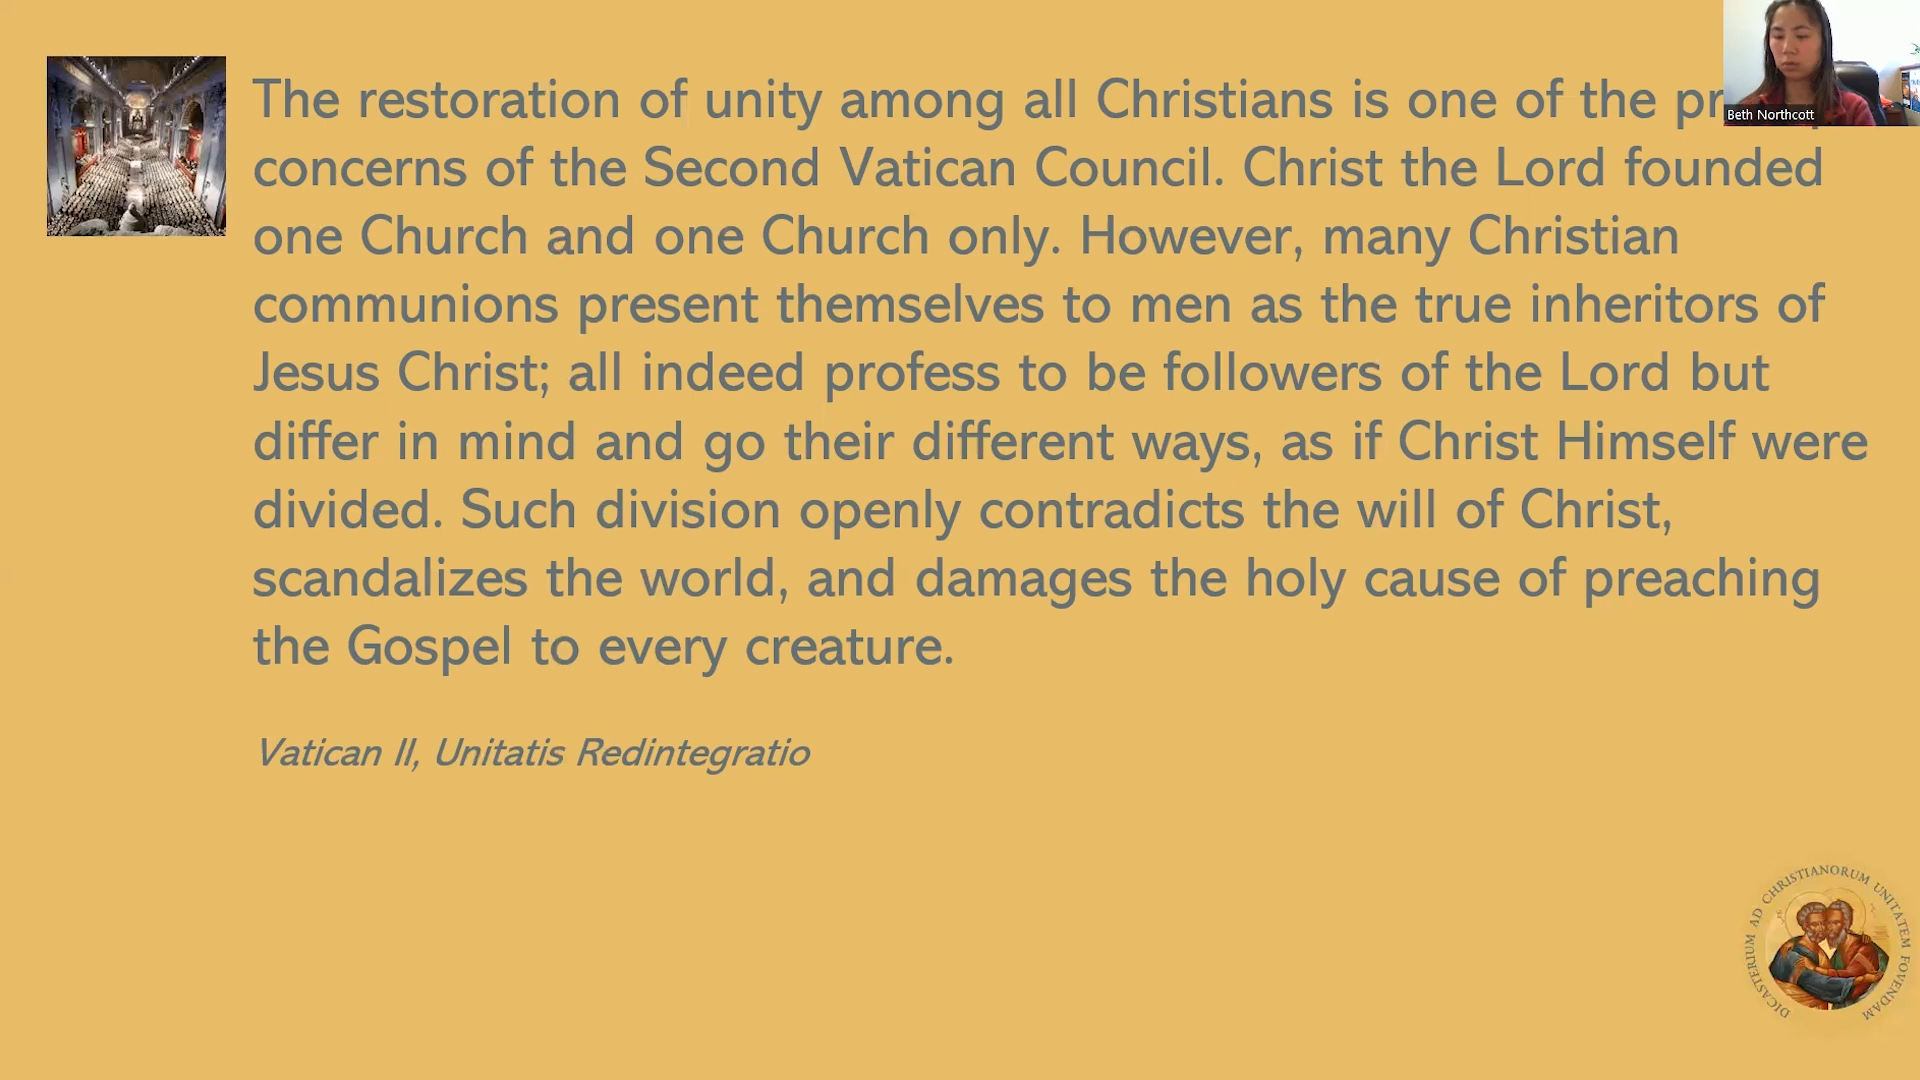 The restoration of unity among all Christians is one of the
concerns of the Second Vatican Council. Christ the Lord founded
one Church and one Church only. However, many Christian
communions present themselves to men as the true inheritors of
Jesus Christ; all indeed profess to be followers of the Lord but
differ in mind and go their different ways, as if Christ Himself were
divided. Such division openly contradicts the will of Christ,
scandalizes the world, and damages the holy cause of preaching
the Gospel to every creature.
Vatican II, Unitatis Redintegratio
Beth Northcott
DICASTERIUM AD CHRISTIANORUM UNITATEM FOVENDAM